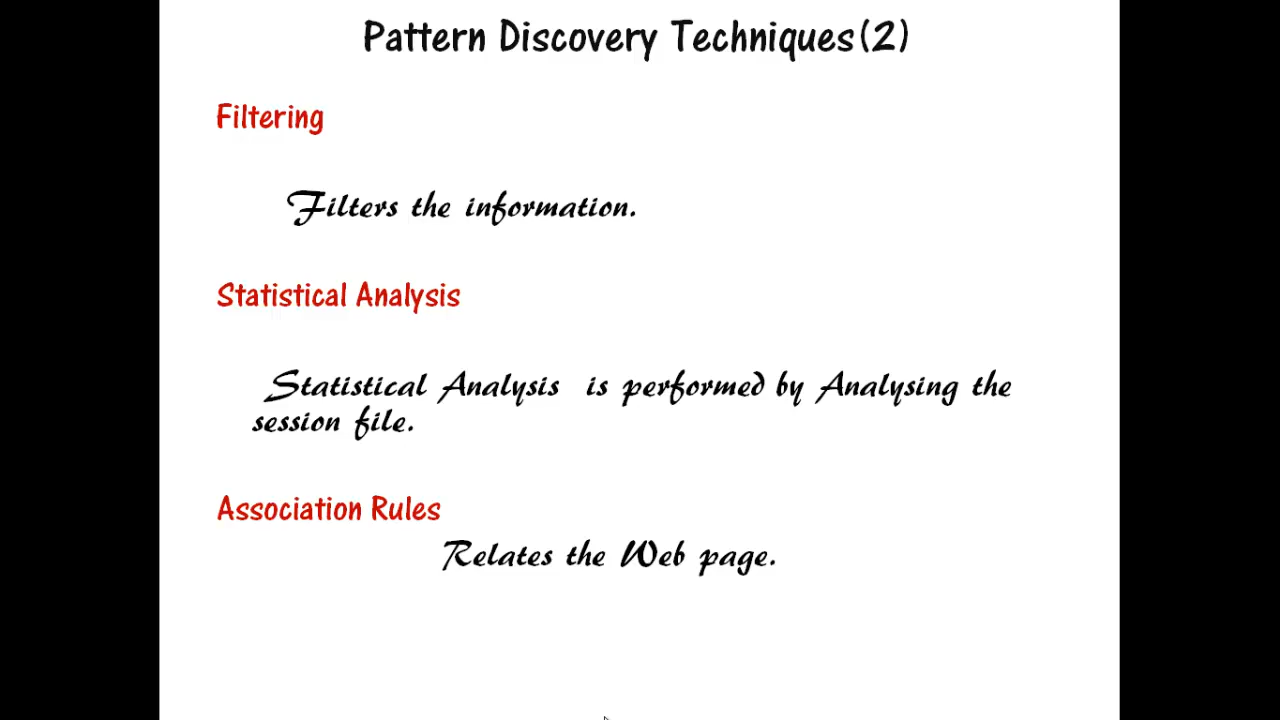 Pattern Discovery Techniques(2)
Filtering
Filters the information.
Statistical Analysis
Statistical Analysis is performed by Analysing the
session file.
Association Rules
Relates the Web page.